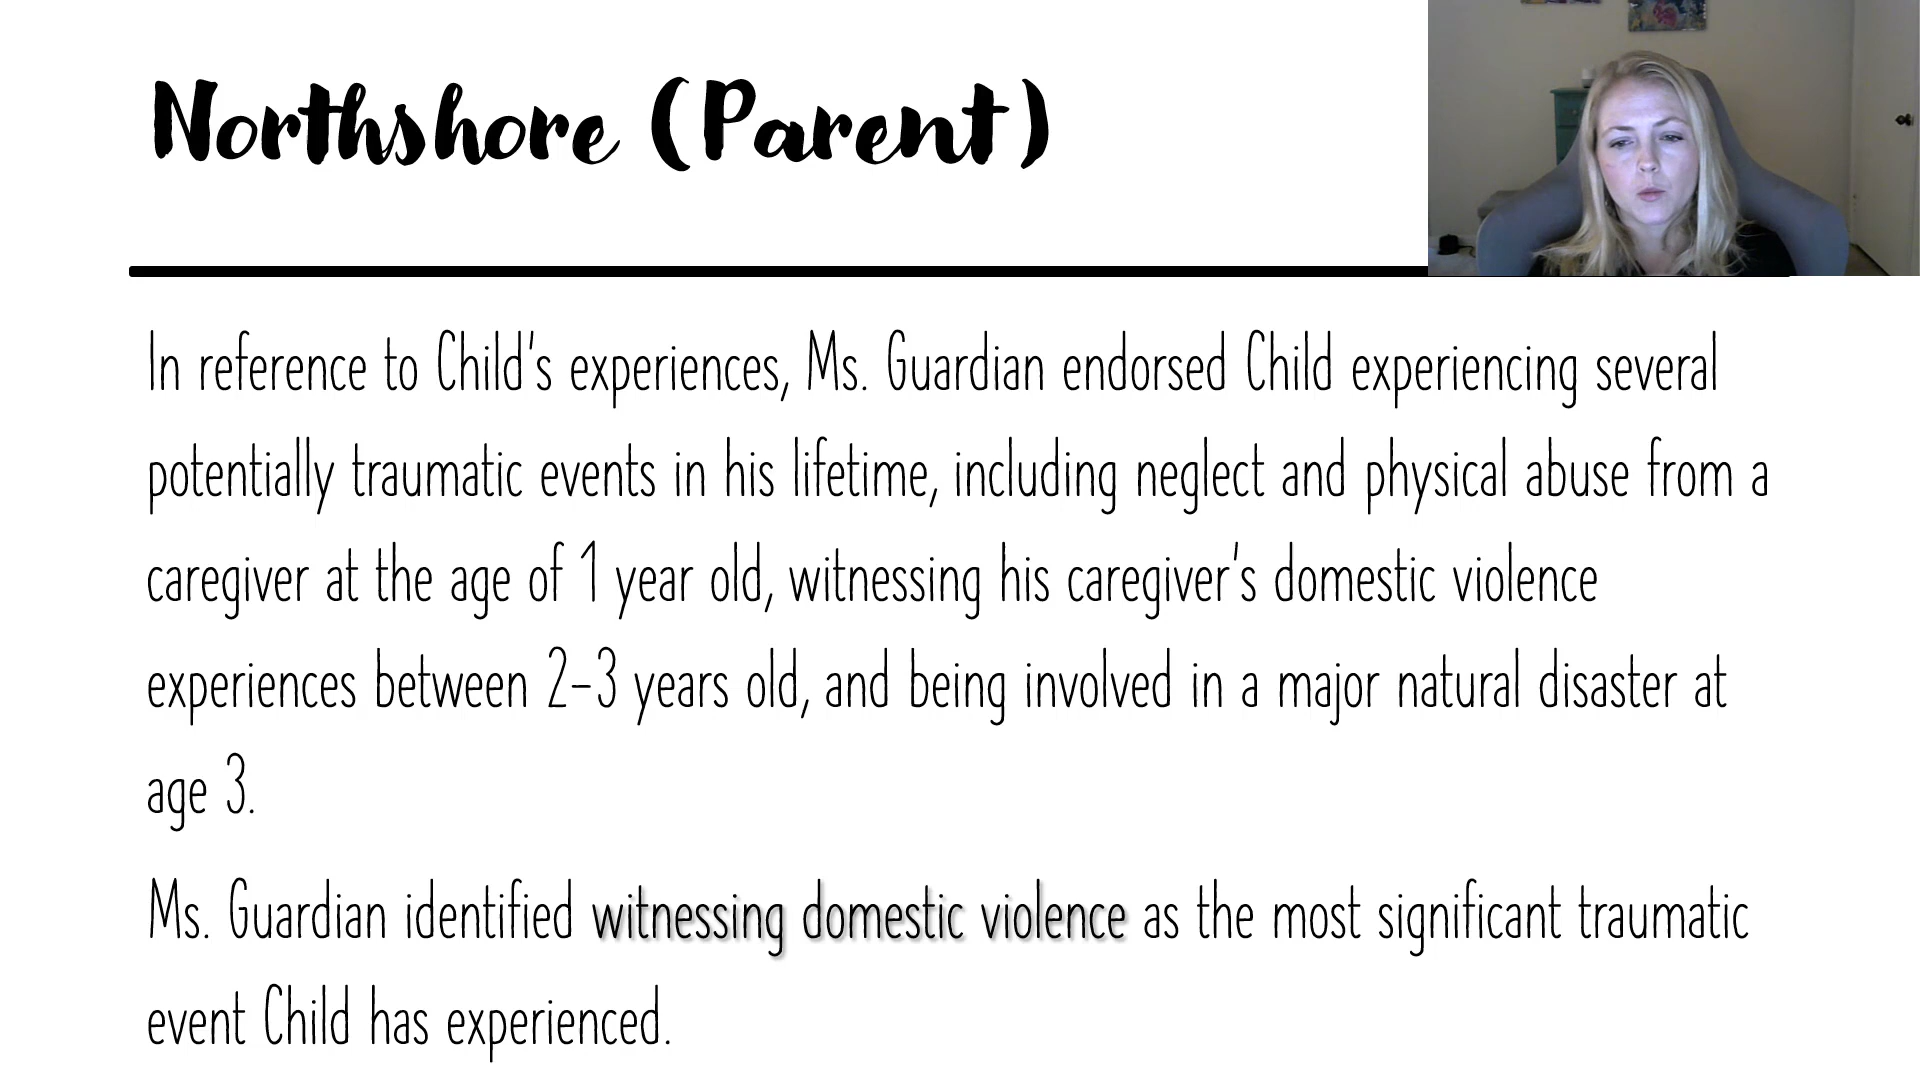 Northshore (Parent)
In reference to Child's experiences, Ms. Guardian endorsed Child experiencing several
potentially traumatic events in his lifetime, including neglect and physical abuse from a
caregiver at the age of 1 year old, witnessing his caregiver's domestic violence
experiences between 2-3 years old, and being involved in a major natural disaster at
age 3.
Ms. Guardian identified witnessing domestic violence as the most significant traumatic
event Child has experienced.